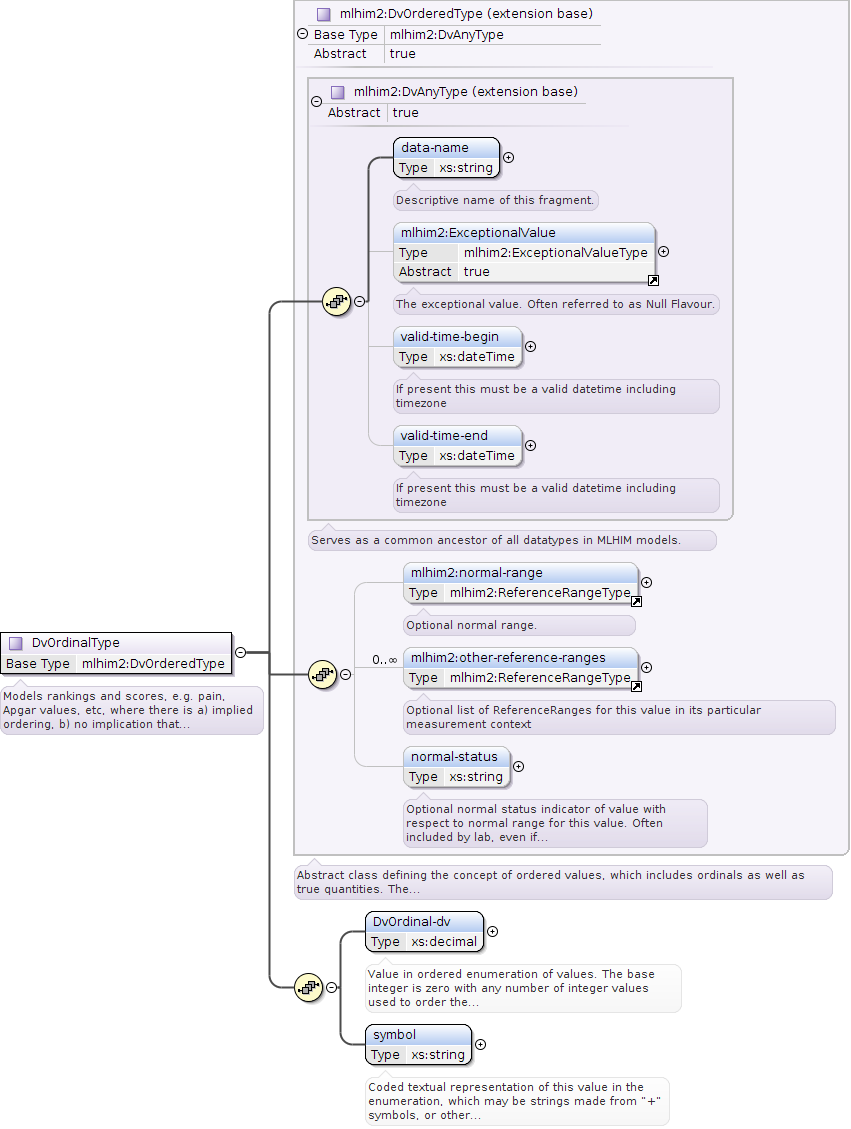 mlhim2:DvOrderedType (extension base)
Base Type mlhim2:DvAnyType
Abstract true
mlhim2:DvAnyType (extension base)
Abstract true
data-name
Type xs:string
Descriptive name of this fragment.
mlhim2:ExceptionalValue
Type mlhim2:ExceptionalValueType
Abstract true
The exceptional value. Often referred to as Null Flavour.
valid-time-begin
Type xs:dateTime
If present this must be a valid datetime including
timezone
valid-time-end
Type xs:dateTime
If present this must be a valid datetime including
timezone
Serves as a common ancestor of all datatypes in MLHIM models.
mlhim2:normal-range
Type mlhim2:ReferenceRangeType
Optional normal range.
DvOrdinalType
Base Type mlhim2:DvOrderedType
Models rankings and scores, e.g. pain,
Apgar values, etc, where there is a) implied
ordering, b) no implication that...
0..∞
mlhim2:other-reference-ranges
Type mlhim2:ReferenceRangeType
Optional list of ReferenceRanges for this value in its particular
measurement context
normal-status
Type xs:string
Optional normal status indicator of value with
respect to normal range for this value. Often
included by lab, even if...
Abstract class defining the concept of ordered values, which includes ordinals as well as
true quantities. The...
DvOrdinal-dv
Type xs:decimal
Value in ordered enumeration of values. The base
integer is zero with any number of integer values
used to order the...
symbol
Type xs:string
Coded textual representation of this value in the
enumeration, which may be strings made from "+"
symbols, or other...